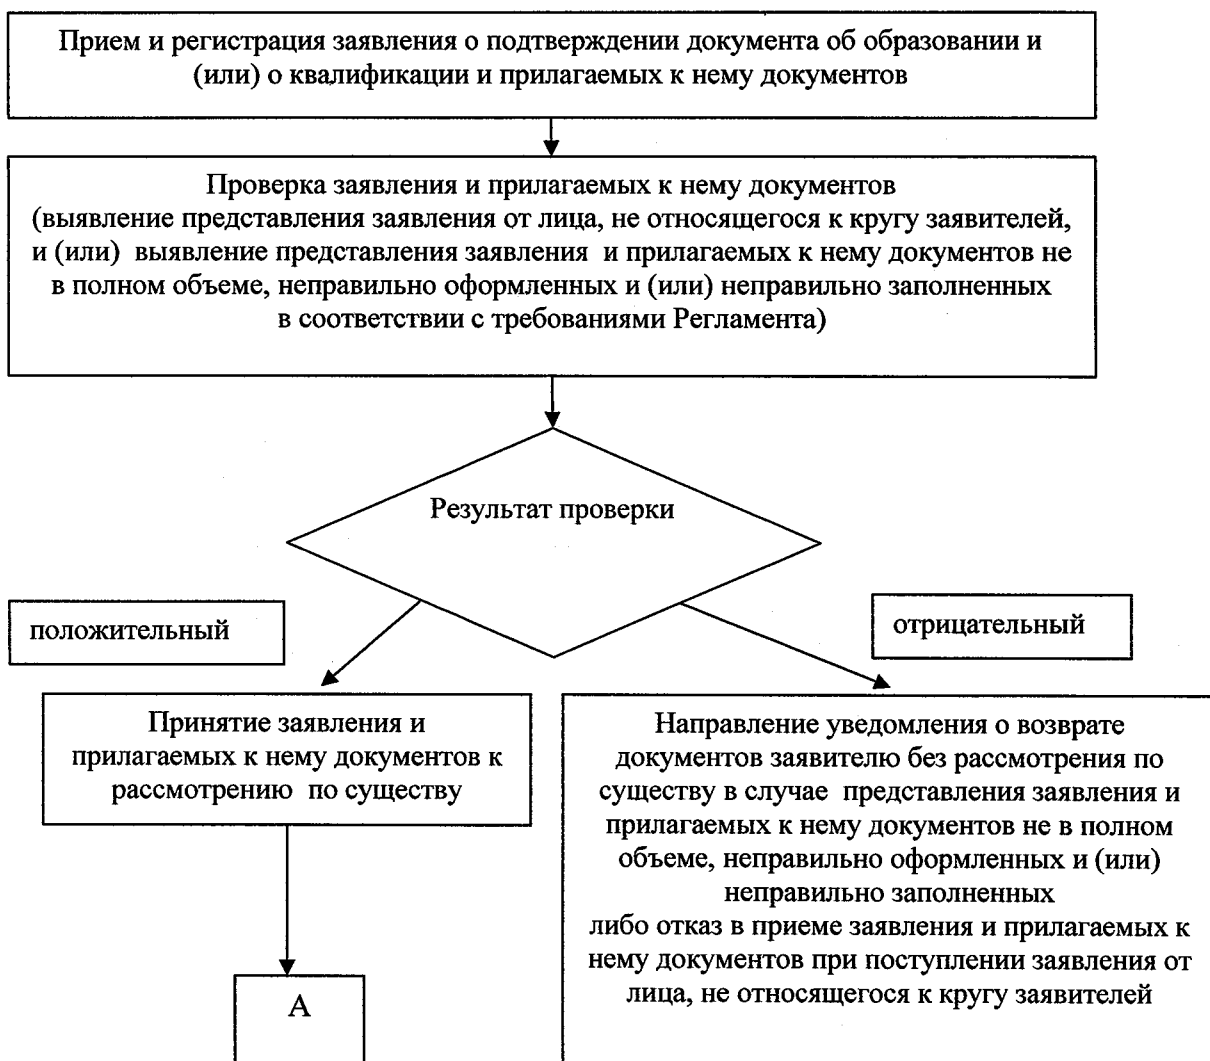 Прием и регистрация заявления о подтверждении документа об образовании и
(или) о квалификации и прилагаемых к нему документов
Проверка заявления и прилагаемых к нему документов
(выявление представления заявления от лица, не относящегося к кругу заявителей,
и (или) выявление представления заявления и прилагаемых к нему документов не
в полном объеме, неправильно оформленных и (или) неправильно заполненных
в соответствии с требованиями Регламента)
Результат проверки
положительный
отрицательный
Принятие заявления и
прилагаемых к нему документов к
рассмотрению по существу
А
Направление уведомления о возврате
документов заявителю без рассмотрения по
существу в случае представления заявления и
прилагаемых к нему документов не в полном
объеме, неправильно оформленных и (или)
неправильно заполненных
либо отказ в приеме заявления и прилагаемых к
нему документов при поступлении заявления от
лица, не относящегося к кругу заявителей